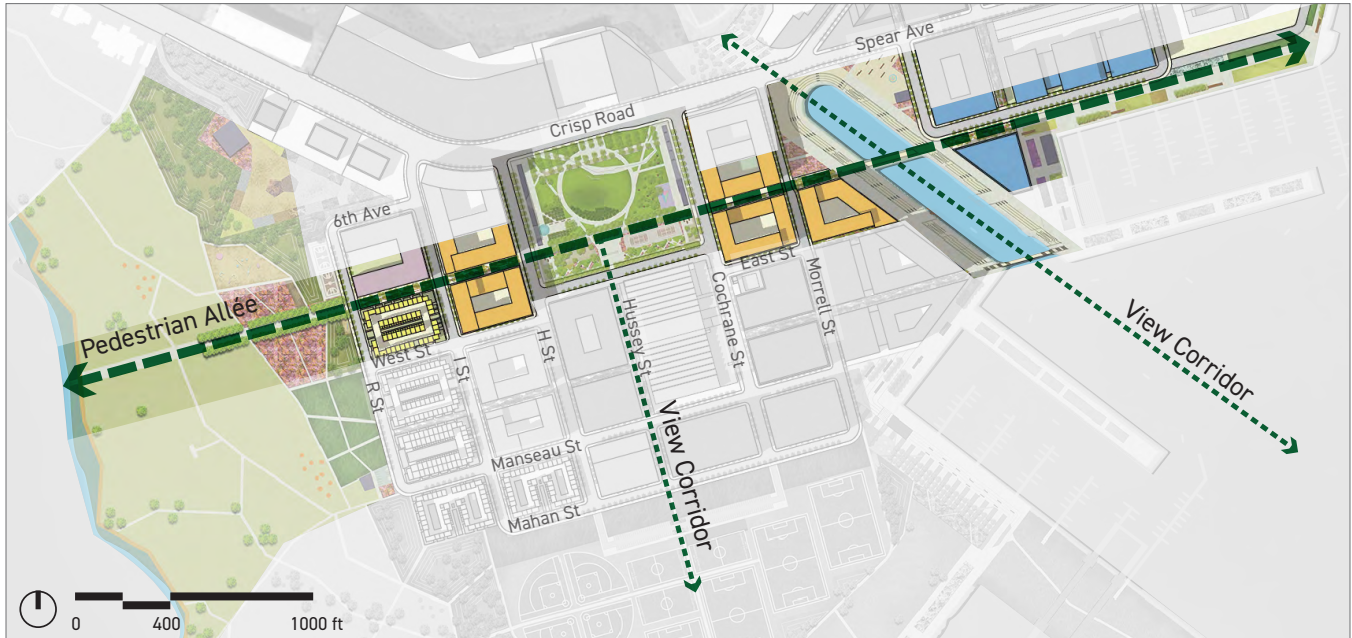 Spear Ave
Crisp Road
6th Ave
East St
Pedestrian Allée
West St
R St
I St
H St
Hussey St
Cochrane St
Morrell St
View Corridor
View Corridor
Manseau St
Mahan St
0 400 1000 ft